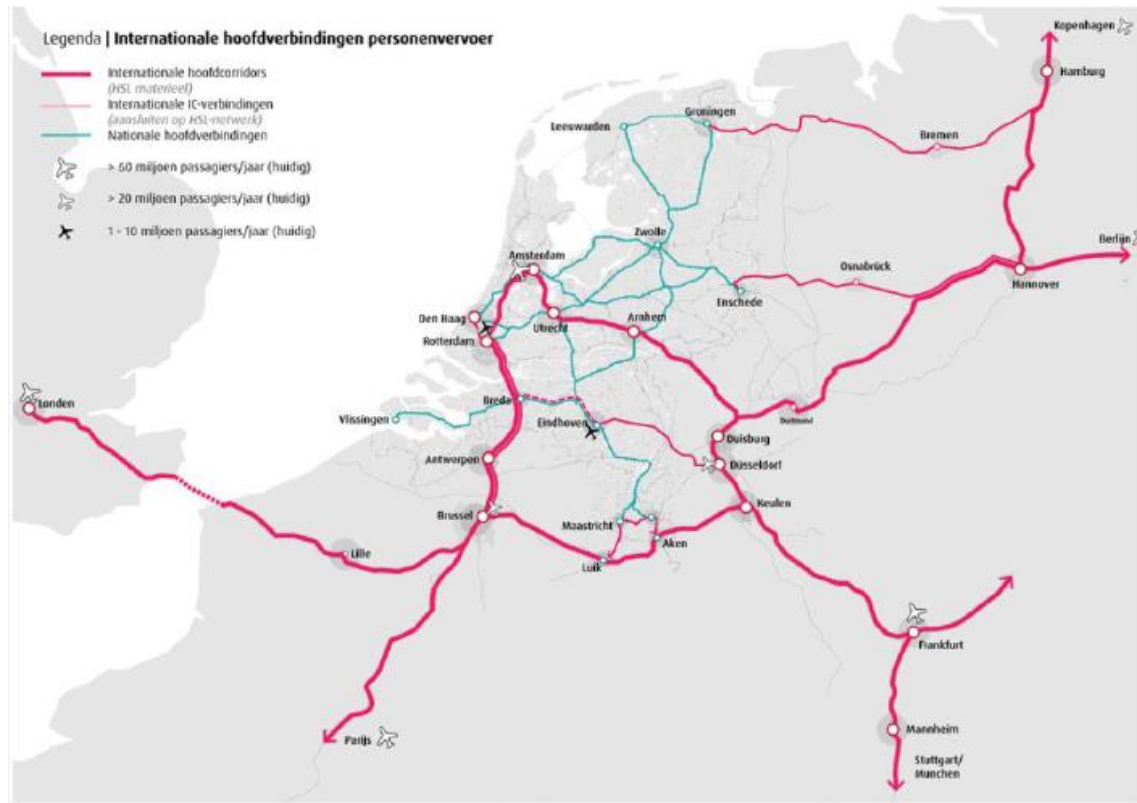 Legenda | Internationale hoofdverbindingen personenvervoer
Internationale hoofdcorridors
(HSL materieel)
Internationale IC-verbindingen
(aansluiten op HSL-netwerk)
Nationale hoofdverbindingen
> 60 miljoen passagiers/jaar (huidig)
> 20 miljoen passagiers/jaar (huidig)
1 - 10 miljoen passagiers/jaar (huidig)
Kopenhagen
Hamburg
Groningen
Leeuwarden
Bremen
Zwolle
Berlijn
Amsterdam
Osnabrück
Hannover
Enschede
Den Haag
Utrecht
Arnhem
Rotterdam
Londen
Breda
Vlissingen
Eindhoven
Dortmund
Duisburg
Antwerpen
Düsseldorf
Keulen
Brussel
Maastricht
Aken
Lille
Luik
Frankfurt
Parijs
Mannheim
Stuttgart/
Munchen